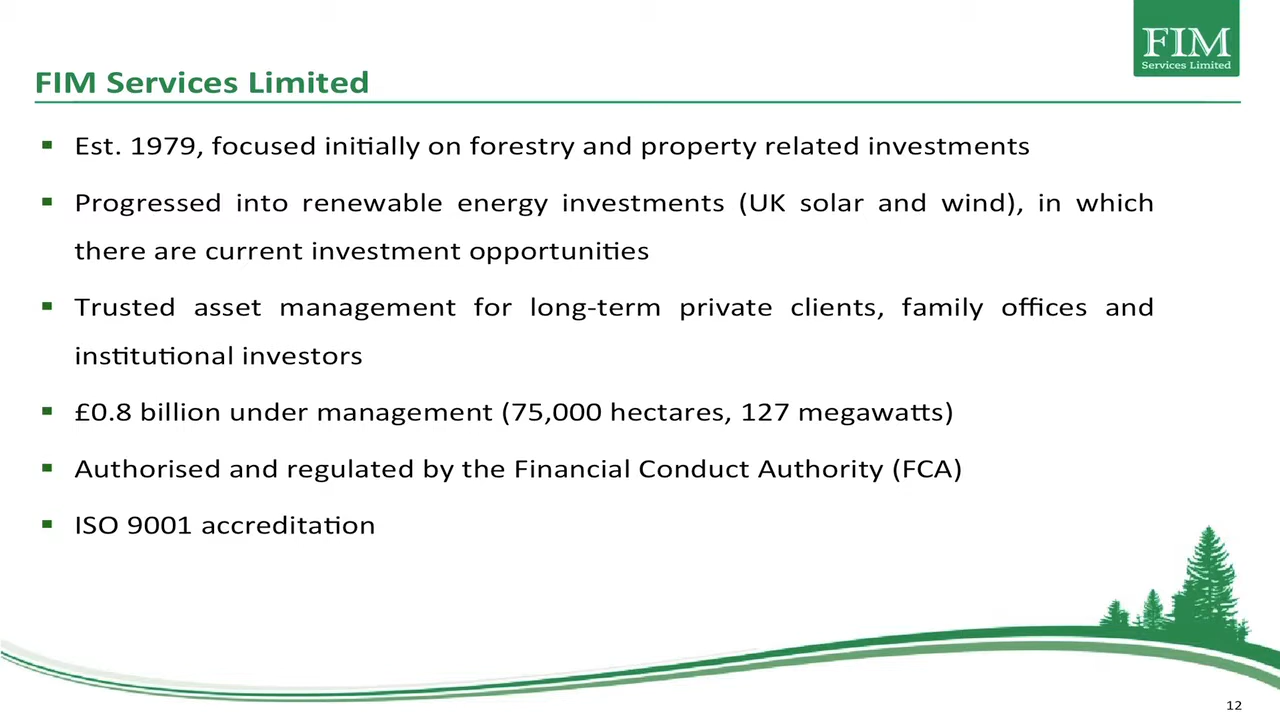 FIM
Services Limited
FIM Services Limited
▪ Est. 1979, focused initially on forestry and property related investments
▪ Progressed into renewable energy investments (UK solar and wind), in which
there are current investment opportunities
▪ Trusted asset management for long-term private clients, family offices and
institutional investors
▪ £0.8 billion under management (75,000 hectares, 127 megawatts)
▪ Authorised and regulated by the Financial Conduct Authority (FCA)
▪ ISO 9001 accreditation
12